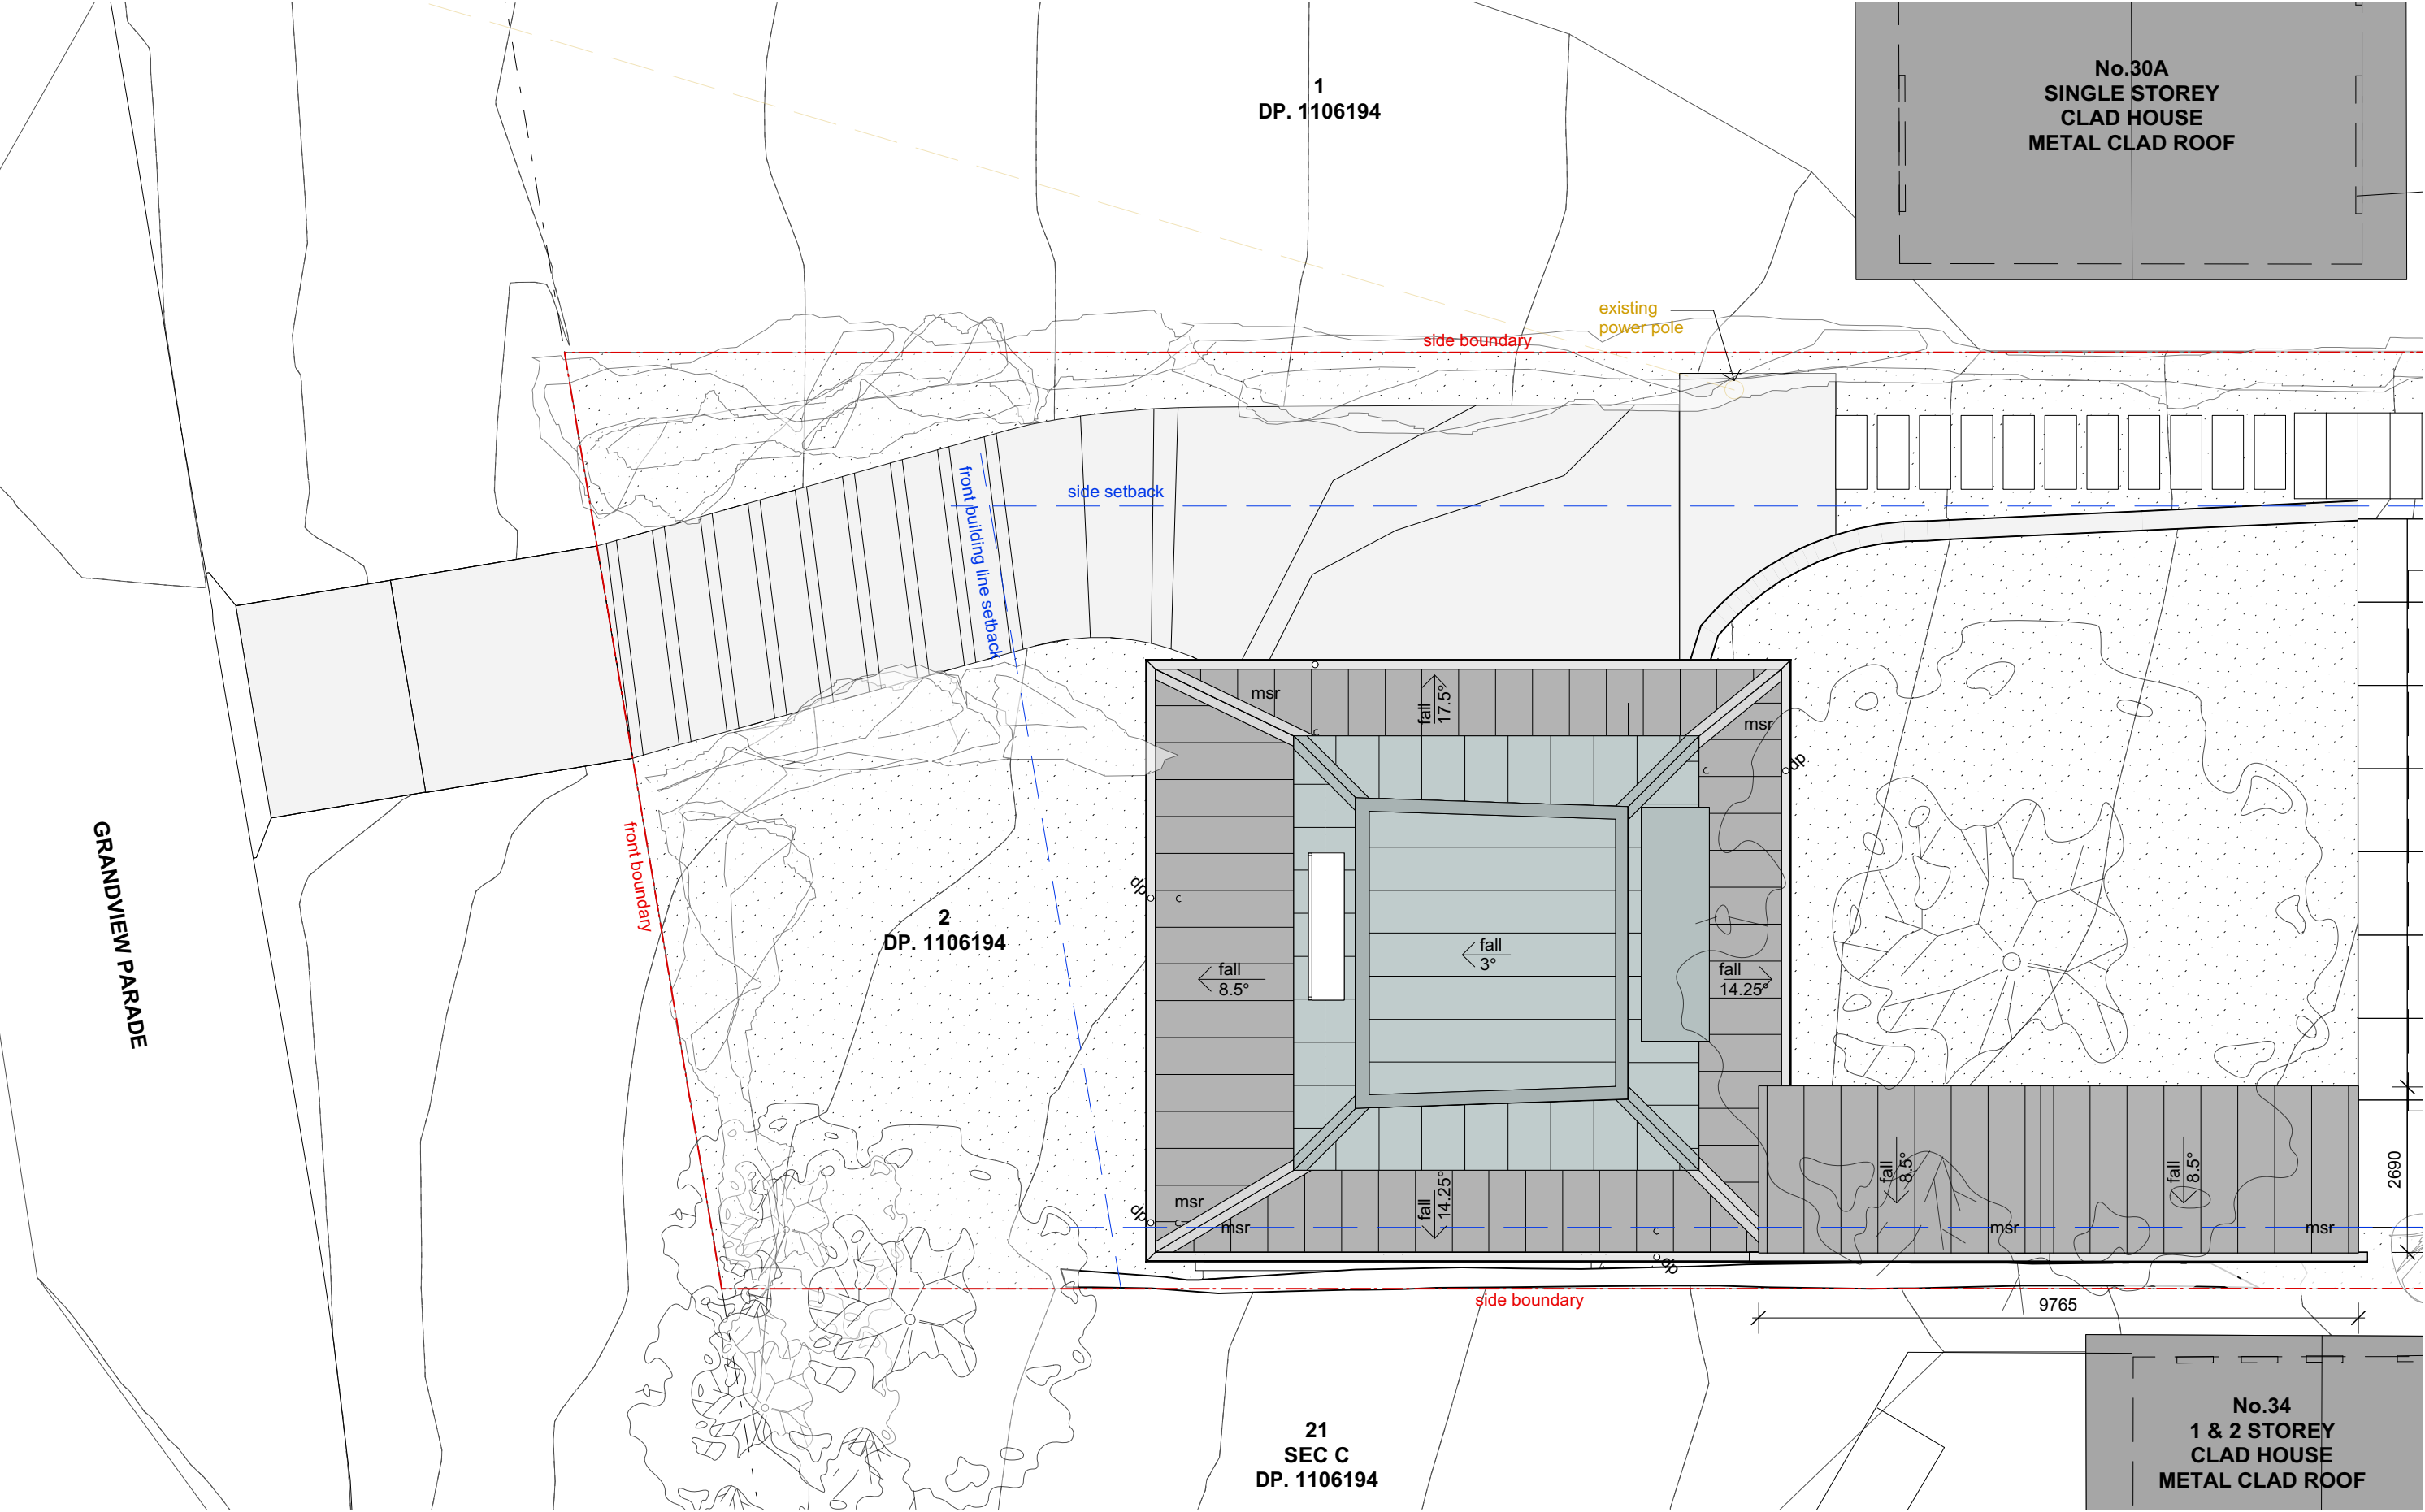 No.30A
SINGLE STOREY
CLAD HOUSE
METAL CLAD ROOF
1
DP. 1106194
existing
power pole
side boundary
side setback
front building line setback
msr
fall
17.5°
msr
c
c
dp
front boundary
GRANDVIEW PARADE
2
DP. 1106194
dp
c
fall
3°
fall
8.5°
fall
14.25°
fall
8.5°
fall
8.5°
2690
fall
14.25°
msr
dp
c
msr
c
msr
msr
dp
side boundary
9765
21
SEC C
DP. 1106194
No.34
1 & 2 STOREY
CLAD HOUSE
METAL CLAD ROOF